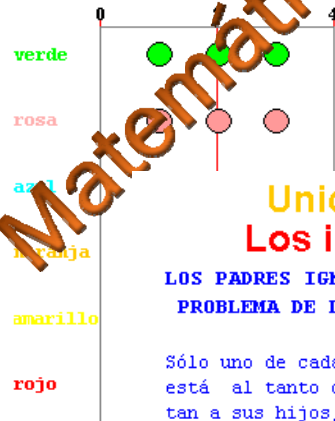 0 4
verde
rosa
azul
Matemáti
Unid
naranja
Los i
LOS PADRES IGN
PROBLEMA DE L
amarillo
Sólo uno de cada
está al tanto d
rojo
tan a sus hijos,